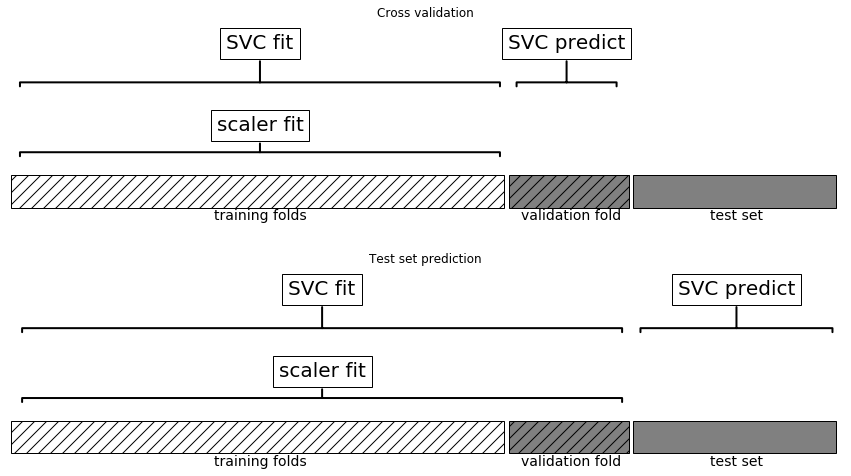 Cross validation
SVC fit
SVC predict
scaler fit
training folds
validation fold
test set
Test set prediction
SVC fit
SVC predict
scaler fit
training folds
validation fold
test set